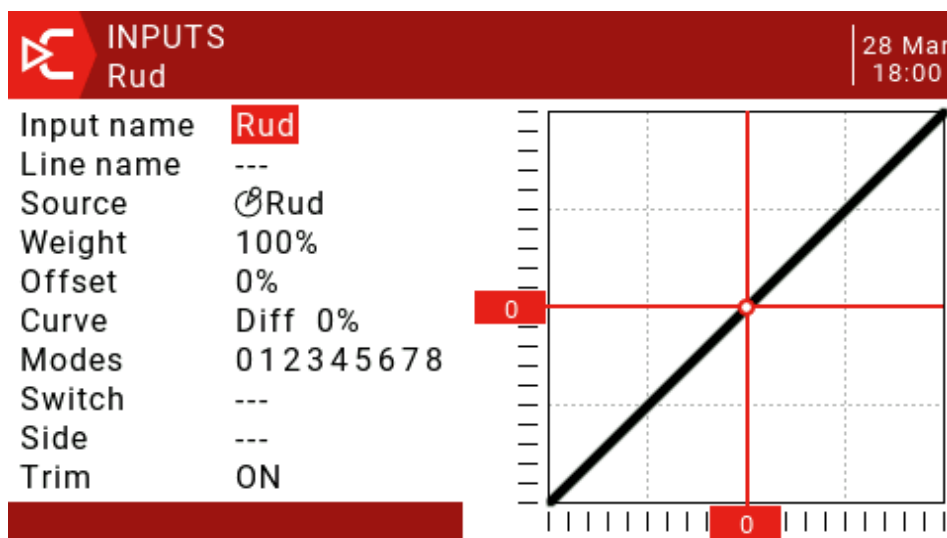 INPUTS
Rud
28 Mar
18:00
Input name Rud
Line name ---
Source Rud
Weight 100%
Offset 0%
Curve Diff 0%
Modes 012345678
Switch ---
Side ---
Trim ON
0
0